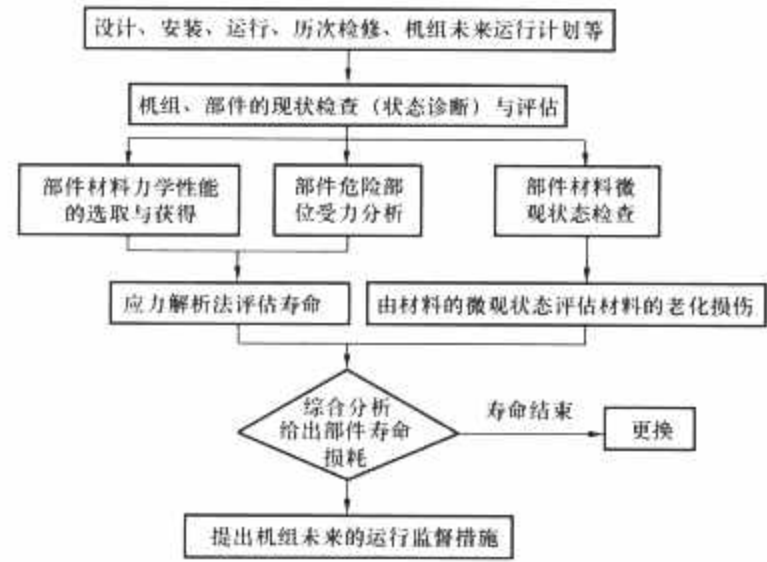 设计、安装、运行、历次检修、机组未来运行计划等
机组、部件的现状检查（状态诊断）与评估
部件材料力学性能
的选取与获得
部件危险部
位受力分析
部件材料微
观状态检查
应力解析法评估寿命
由材料的微观状态评估材料的老化损伤
综合分析
给出部件寿命
损耗
寿命结束
更换
提出机组未来的运行监督措施